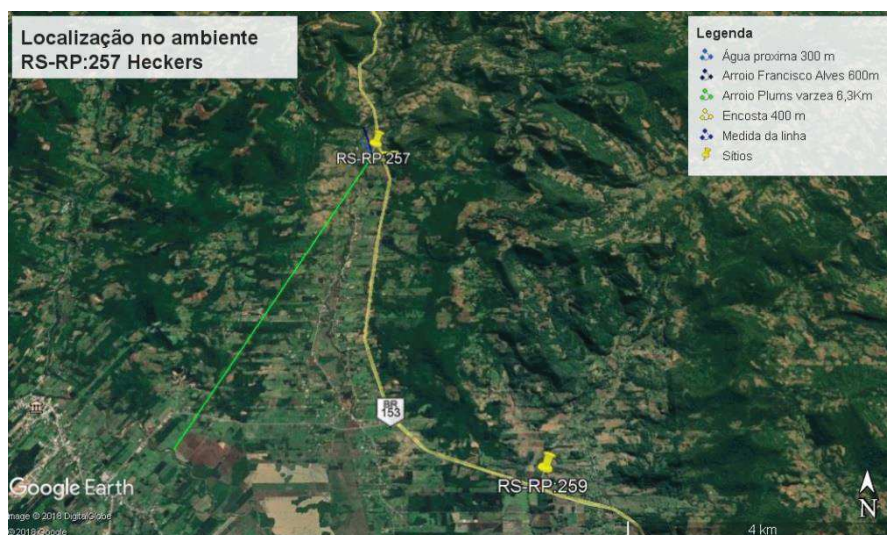 Localização no ambiente
RS-RP:257 Heckers
Legenda
Água proxima 300 m
Arroio Francisco Alves 600m
Arroio Plums varzea 6,3Km
Encosta 400 m
Medida da linha
Sítios
RS-RP:257
BR
153
RS-RP:259
Google Earth
mage © 2018 DigitalGlobe
© 2018 Google
N
4 km